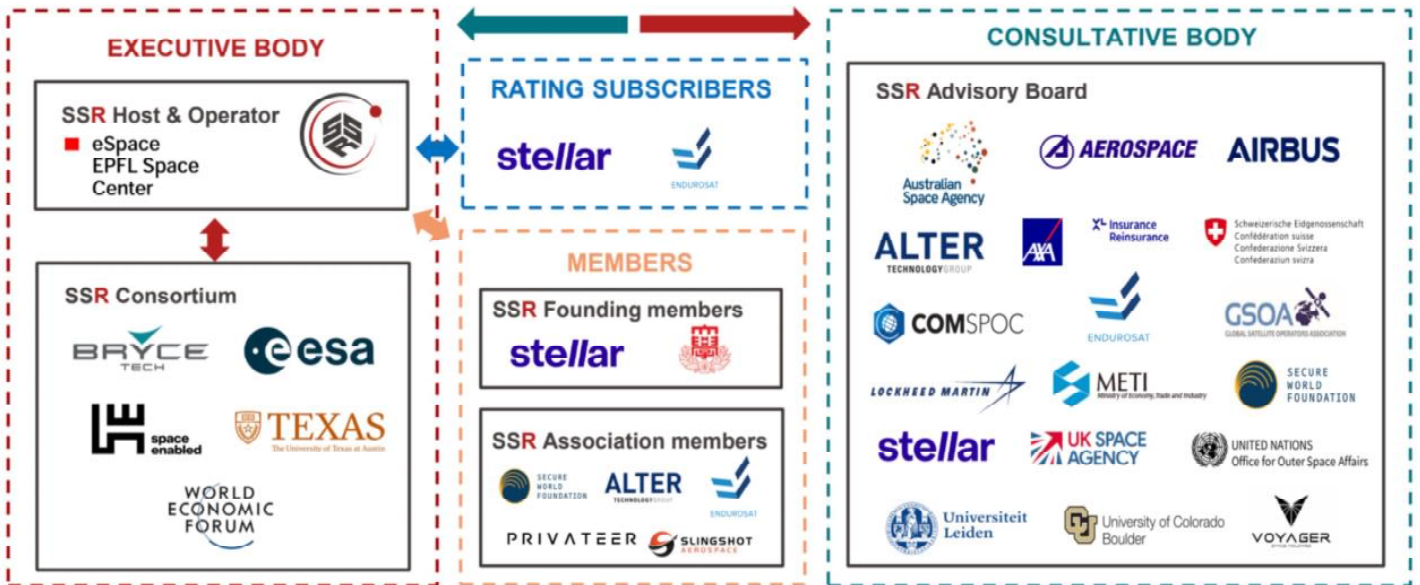 EXECUTIVE BODY
SSR Host & Operator
SSR
eSpace
EPFL Space
Center
SSR Consortium
BRYCE
TECH
esa
space
enabled
TEXAS
The University of Texas at Austin
WORLD
ECONOMIC
FORUM
RATING SUBSCRIBERS
stellar
ENDUROSAT
MEMBERS
SSR Founding members
stellar
SSR Association members
SECURE
WORLD
FOUNDATION
ALTER
TECHNOLOGYGROUP
ENDUROSAT
PRIVATEER
SLINGSHOT
AEROSPACE
CONSULTATIVE BODY
SSR Advisory Board
Australian
Space Agency
AEROSPACE
AIRBUS
ALTER
TECHNOLOGYGROUP
AXA
XL Insurance
Reinsurance
Schweizerische Eidgenossenschaft
Confédération suisse
Confederazione Svizzera
Confederaziun svizra
COMSPOC
ENDUROSAT
GSOA
GLOBAL SATELLITE OPERATORS ASSOCIATION
LOCKHEED MARTIN
METI
Ministry of Economy, Trade and Industry
SECURE
WORLD
FOUNDATION
stellar
UK SPACE
AGENCY
UNITED NATIONS
Office for Outer Space Affairs
Universiteit
Leiden
CU
University of Colorado
Boulder
VOYAGER